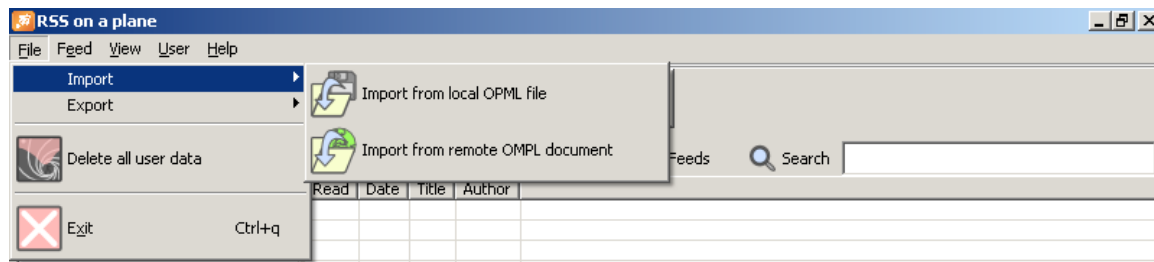 RSS on a plane
File Feed View User Help
Import
Export
Import from local OPML file
Delete all user data
Import from remote OMPL document
Feeds Search
Read Date Title Author
Exit Ctrl+q